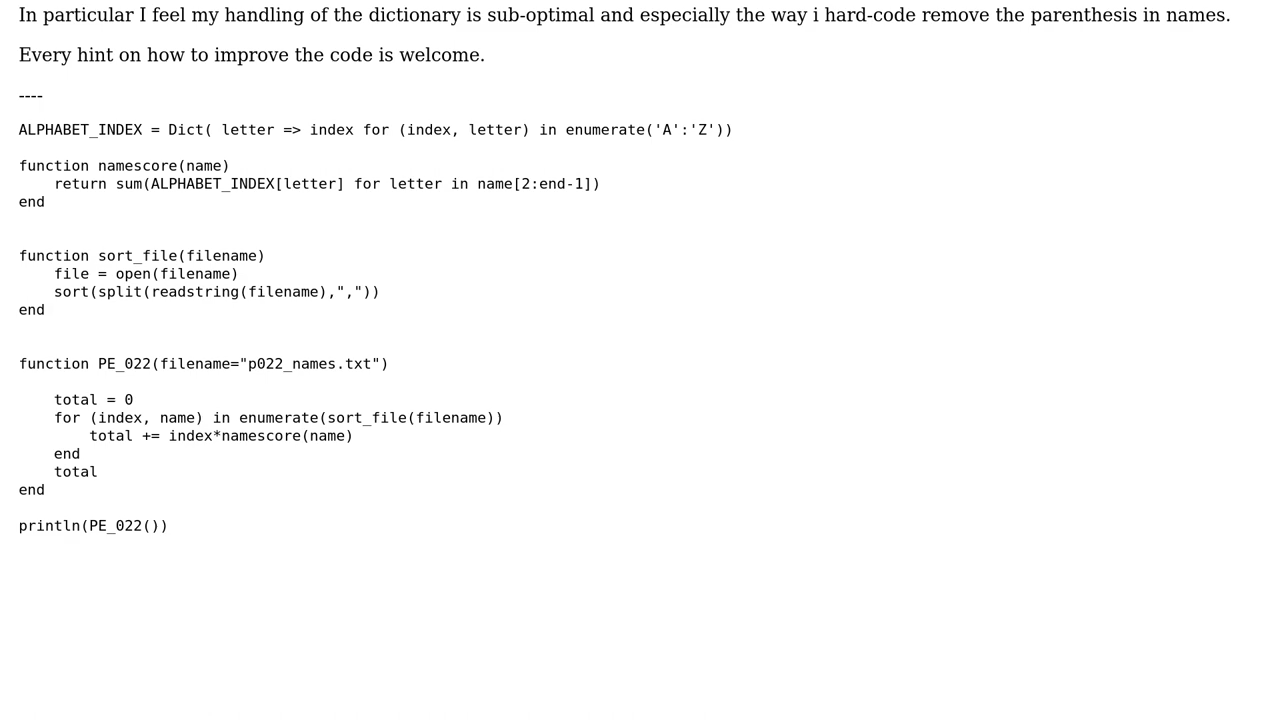 In particular I feel my handling of the dictionary is sub-optimal and especially the way i hard-code remove the parenthesis in names.
Every hint on how to improve the code is welcome.
----
ALPHABET_INDEX = Dict( letter => index for (index, letter) in enumerate('A':'Z'))
function namescore(name)
    return sum(ALPHABET_INDEX[letter] for letter in name[2:end-1])
end
function sort_file(filename)
    file = open(filename)
    sort(split(readstring(filename),","))
end
function PE_022(filename="p022_names.txt")
    total = 0
    for (index, name) in enumerate(sort_file(filename))
        total += index*namescore(name)
    end
    total
end
println(PE_022())